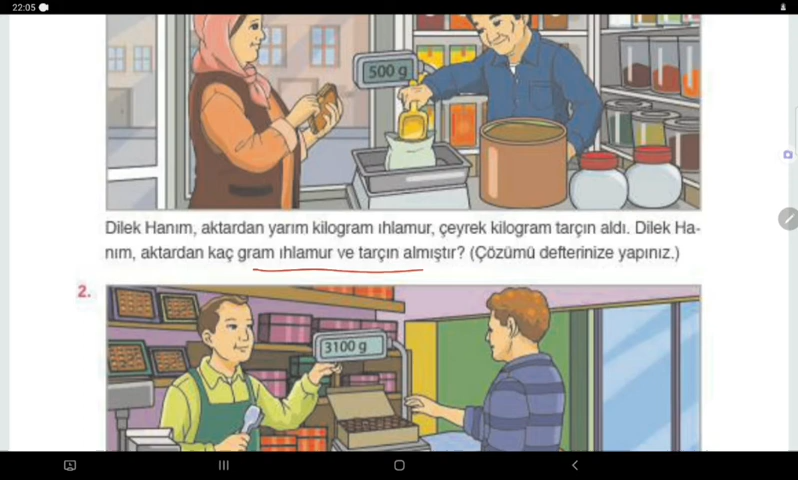 22:05
500 g
Dilek Hanım, aktardan yarım kilogram ıhlamur, çeyrek kilogram tarçın aldı. Dilek Ha-
nım, aktardan kaç gram ıhlamur ve tarçın almıştır? (Çözümü defterinize yapınız.)
2.
3100 g